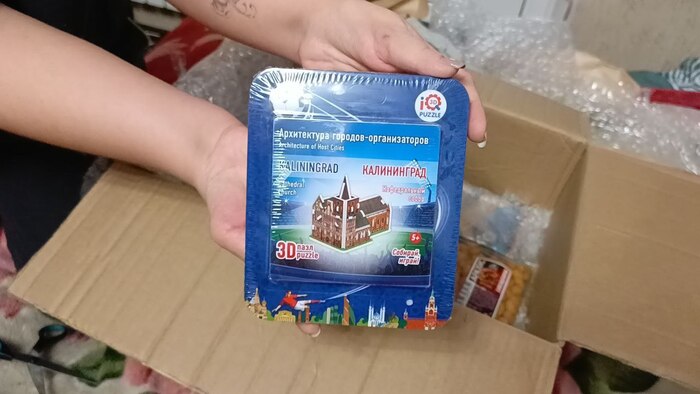 iQ
3D
PUZZLE
Архитектура городов-организаторов
Architecture of Host Cities
KALININGRAD
КАЛИНИНГРАД
Cathedral
Church
Кафедральный
собор
3D пазл
puzzle
5+
Собирай,
играй!